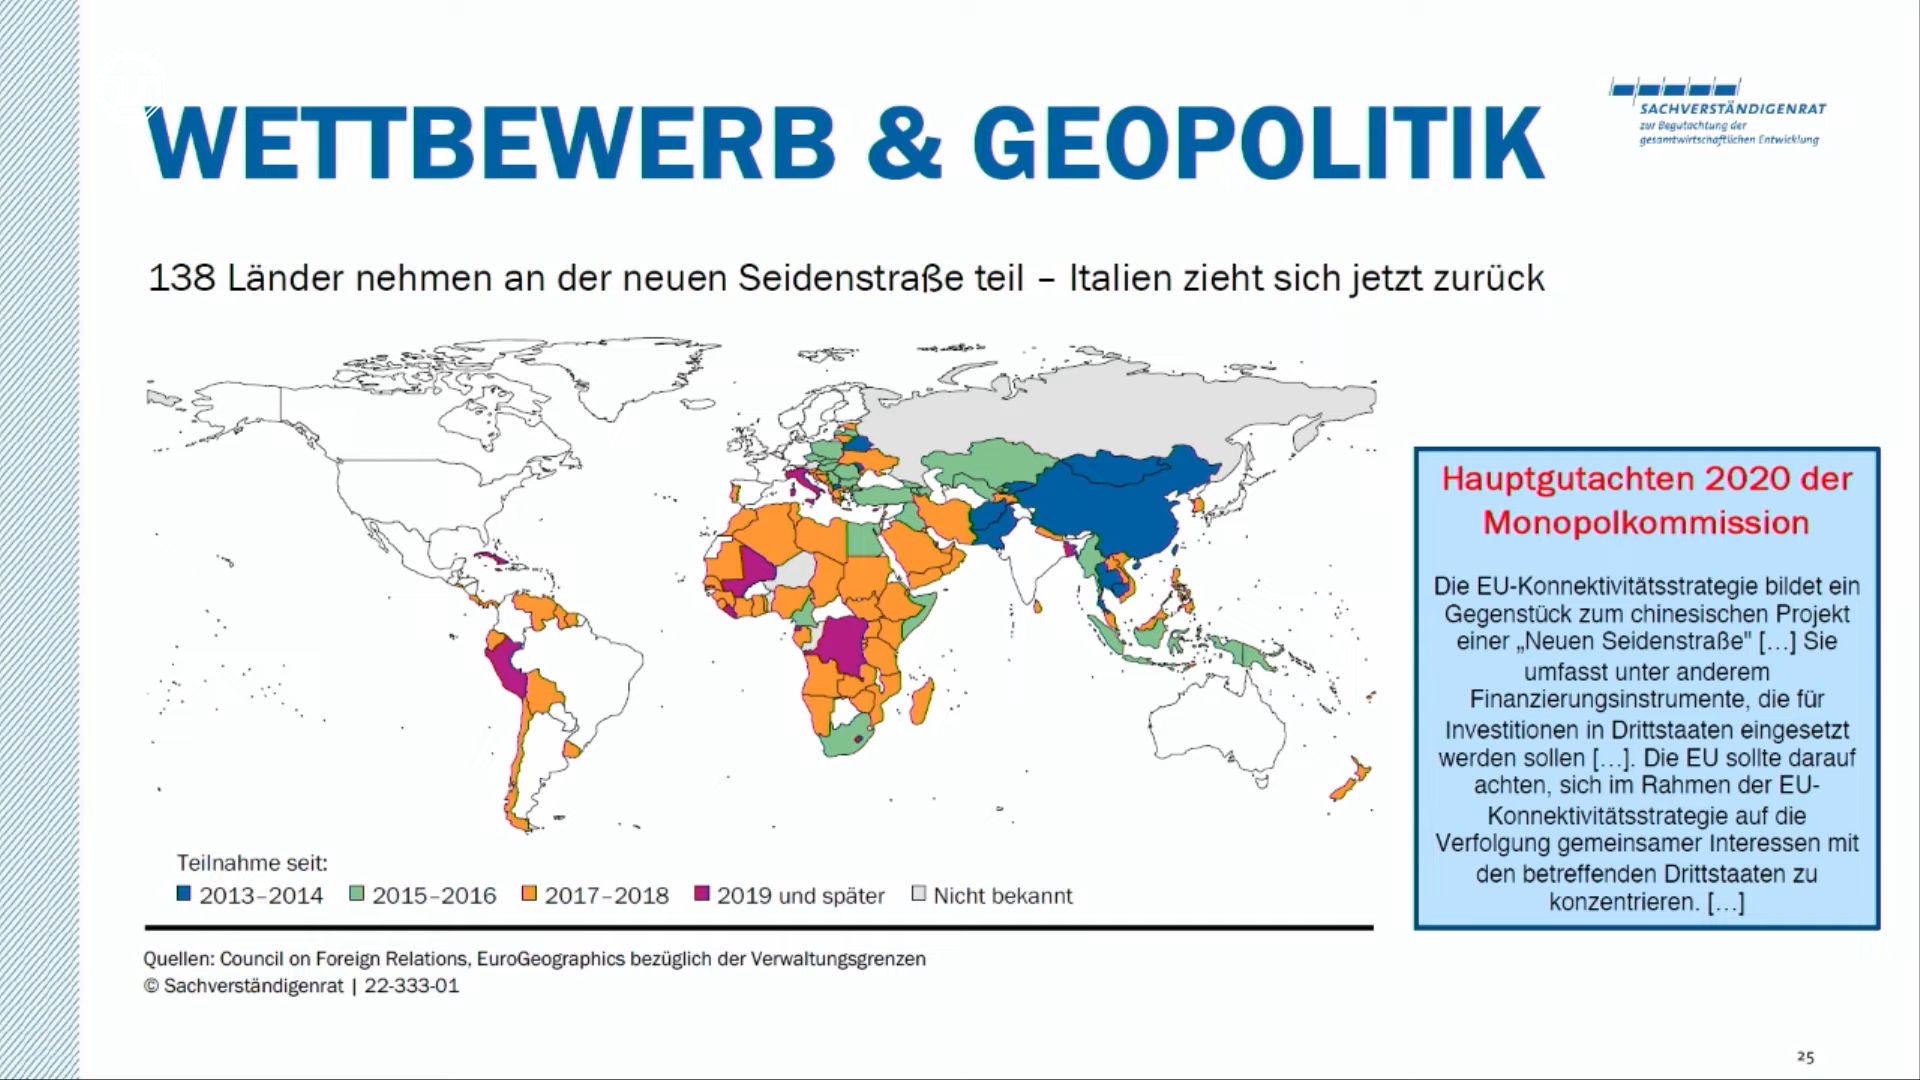 WETTBEWERB & GEOPOLITIK
SACHVERSTÄNDIGENRAT
zur Begutachtung der
gesamtwirtschaftlichen Entwicklung
138 Länder nehmen an der neuen Seidenstraße teil – Italien zieht sich jetzt zurück
Teilnahme seit:
2013–2014 2015–2016 2017–2018 2019 und später Nicht bekannt
Quellen: Council on Foreign Relations, EuroGeographics bezüglich der Verwaltungsgrenzen
© Sachverständigenrat | 22-333-01
Hauptgutachten 2020 der
Monopolkommission
Die EU-Konnektivitätsstrategie bildet ein
Gegenstück zum chinesischen Projekt
einer „Neuen Seidenstraße" […] Sie
umfasst unter anderem
Finanzierungsinstrumente, die für
Investitionen in Drittstaaten eingesetzt
werden sollen […]. Die EU sollte darauf
achten, sich im Rahmen der EU-
Konnektivitätsstrategie auf die
Verfolgung gemeinsamer Interessen mit
den betreffenden Drittstaaten zu
konzentrieren. […]
25